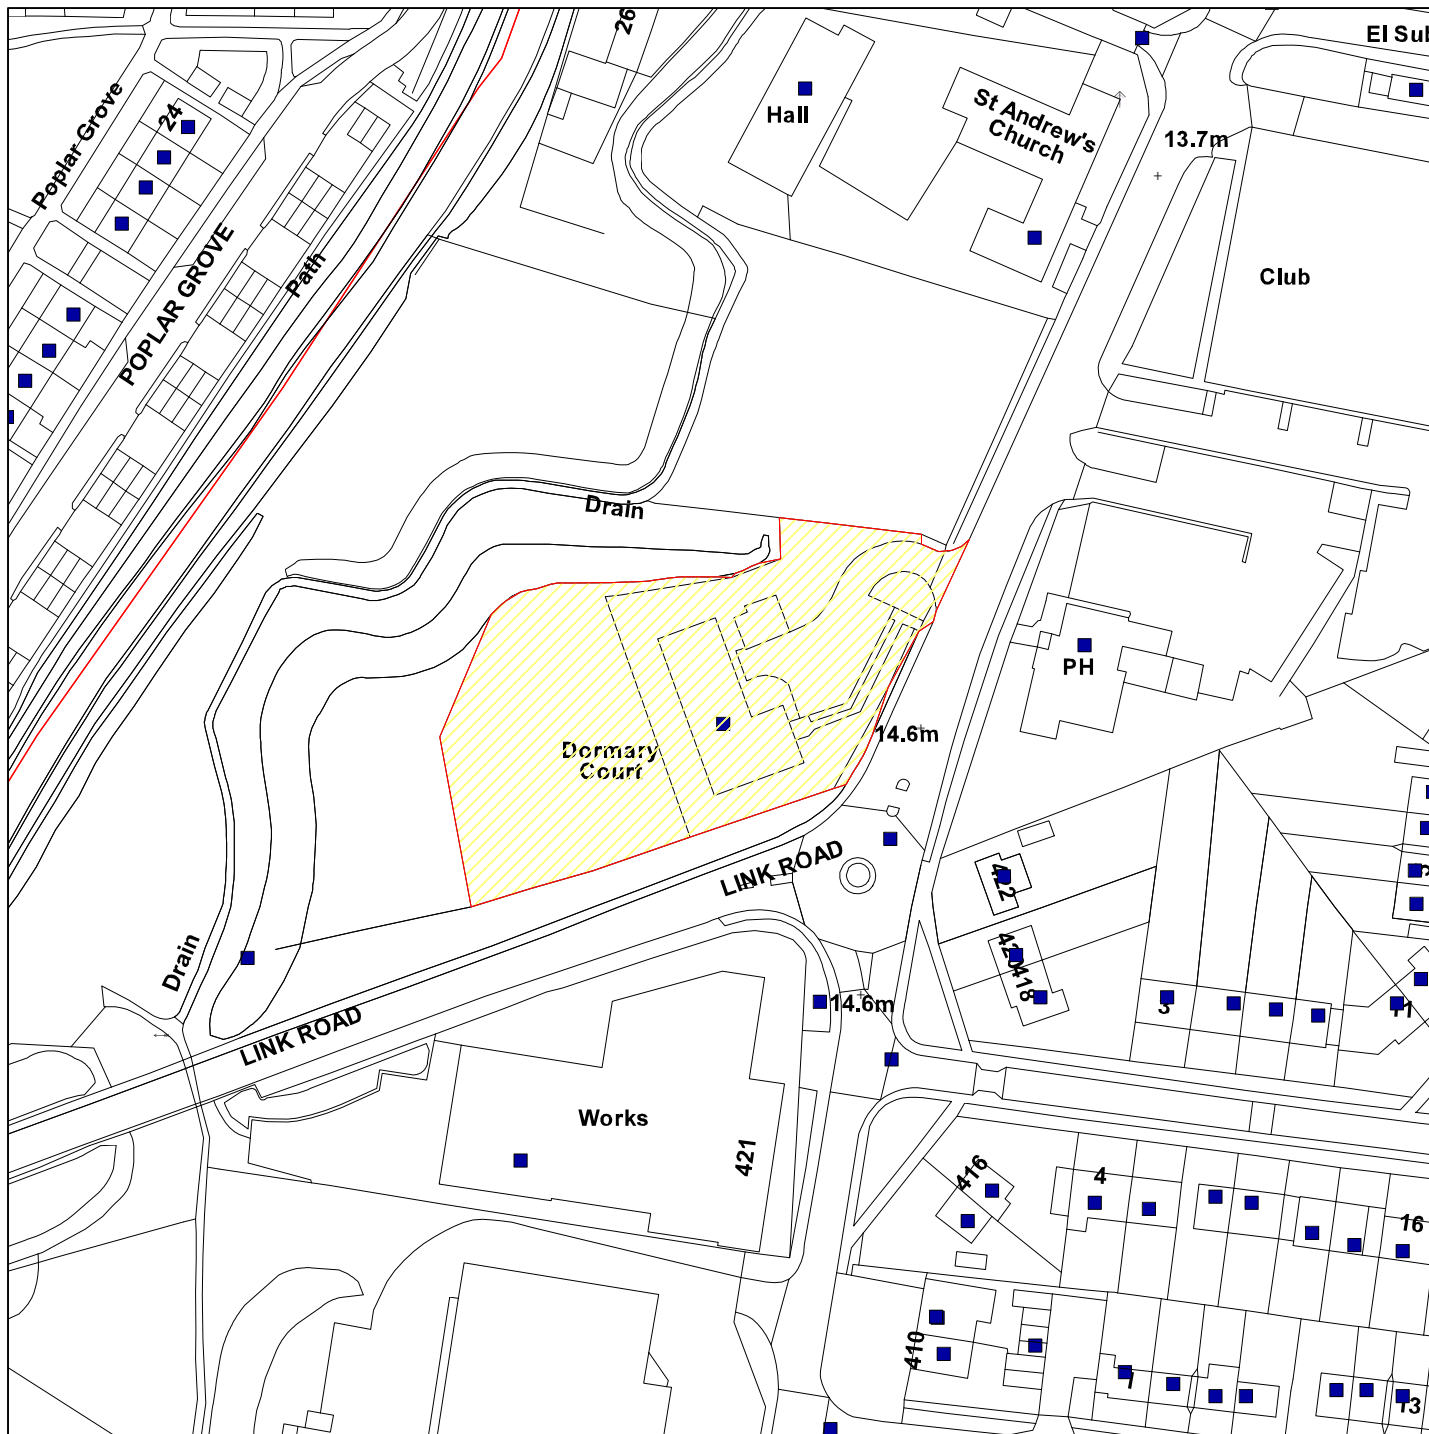 26
El Sub
Poplar Grove
24
Hall
St Andrew's
Church
13.7m
POPLAR GROVE
Path
Club
Drain
PH
Dormary
Court
14.6m
LINK ROAD
422
Drain
420
418
14.6m
3
11
LINK ROAD
Works
421
416
4
16
410
1
13